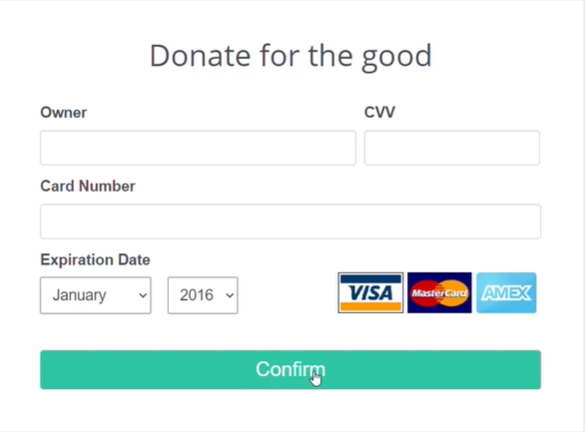 Donate for the good
Owner CVV
Card Number
Expiration Date
January 2016 VISA MasterCard AMEX
Confirm